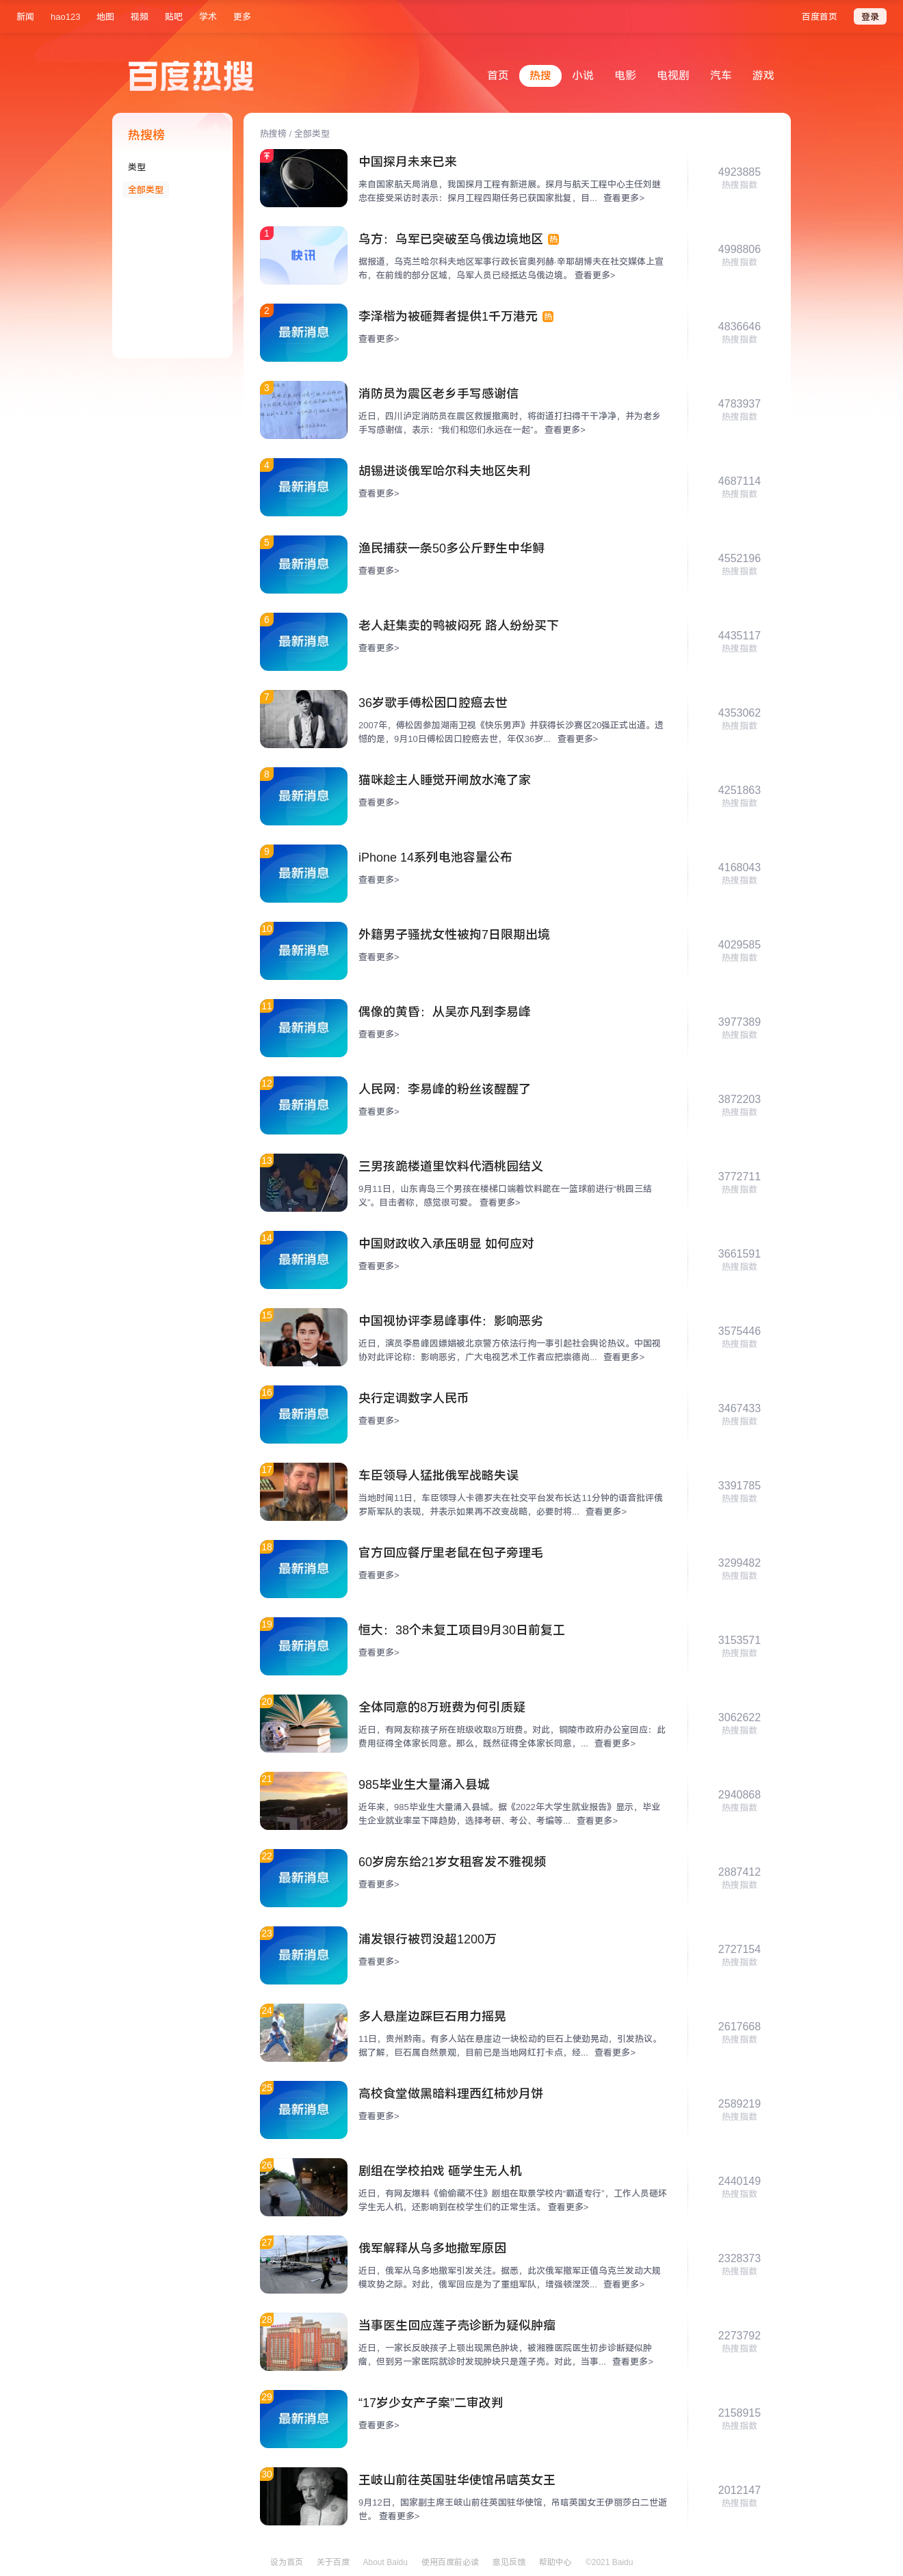 新闻 hao123 地图 视频 贴吧 学术 更多 百度首页 登录
百度热搜
首页 热搜 小说 电影 电视剧 汽车 游戏
热搜榜
类型
全部类型
热搜榜 / 全部类型
中国探月未来已来
来自国家航天局消息，我国探月工程有新进展。探月与航天工程中心主任刘继
忠在接受采访时表示：探月工程四期任务已获国家批复，目... 查看更多>
4923885
热搜指数
1
快讯
乌方：乌军已突破至乌俄边境地区 热
据报道，乌克兰哈尔科夫地区军事行政长官奥列赫·辛耶胡博夫在社交媒体上宣
布，在前线的部分区域，乌军人员已经抵达乌俄边境。 查看更多>
4998806
热搜指数
2
最新消息
李泽楷为被砸舞者提供1千万港元 热
查看更多>
4836646
热搜指数
3
消防员为震区老乡手写感谢信
近日，四川泸定消防员在震区救援撤离时，将街道打扫得干干净净，并为老乡
手写感谢信，表示：“我们和您们永远在一起”。 查看更多>
4783937
热搜指数
4
最新消息
胡锡进谈俄军哈尔科夫地区失利
查看更多>
4687114
热搜指数
5
最新消息
渔民捕获一条50多公斤野生中华鲟
查看更多>
4552196
热搜指数
6
最新消息
老人赶集卖的鸭被闷死 路人纷纷买下
查看更多>
4435117
热搜指数
7
36岁歌手傅松因口腔癌去世
2007年，傅松因参加湖南卫视《快乐男声》并获得长沙赛区20强正式出道。遗
憾的是，9月10日傅松因口腔癌去世，年仅36岁... 查看更多>
4353062
热搜指数
8
最新消息
猫咪趁主人睡觉开闸放水淹了家
查看更多>
4251863
热搜指数
9
最新消息
iPhone 14系列电池容量公布
查看更多>
4168043
热搜指数
10
最新消息
外籍男子骚扰女性被拘7日限期出境
查看更多>
4029585
热搜指数
11
最新消息
偶像的黄昏：从吴亦凡到李易峰
查看更多>
3977389
热搜指数
12
最新消息
人民网：李易峰的粉丝该醒醒了
查看更多>
3872203
热搜指数
13
三男孩跪楼道里饮料代酒桃园结义
9月11日，山东青岛三个男孩在楼梯口端着饮料跪在一篮球前进行“桃园三结
义”。目击者称，感觉很可爱。 查看更多>
3772711
热搜指数
14
最新消息
中国财政收入承压明显 如何应对
查看更多>
3661591
热搜指数
15
中国视协评李易峰事件：影响恶劣
近日，演员李易峰因嫖娼被北京警方依法行拘一事引起社会舆论热议。中国视
协对此评论称：影响恶劣，广大电视艺术工作者应把崇德尚... 查看更多>
3575446
热搜指数
16
最新消息
央行定调数字人民币
查看更多>
3467433
热搜指数
17
车臣领导人猛批俄军战略失误
当地时间11日，车臣领导人卡德罗夫在社交平台发布长达11分钟的语音批评俄
罗斯军队的表现，并表示如果再不改变战略，必要时将... 查看更多>
3391785
热搜指数
18
最新消息
官方回应餐厅里老鼠在包子旁理毛
查看更多>
3299482
热搜指数
19
最新消息
恒大：38个未复工项目9月30日前复工
查看更多>
3153571
热搜指数
20
全体同意的8万班费为何引质疑
近日，有网友称孩子所在班级收取8万班费。对此，铜陵市政府办公室回应：此
费用征得全体家长同意。那么，既然征得全体家长同意，... 查看更多>
3062622
热搜指数
21
985毕业生大量涌入县城
近年来，985毕业生大量涌入县城。据《2022年大学生就业报告》显示，毕业
生企业就业率呈下降趋势，选择考研、考公、考编等... 查看更多>
2940868
热搜指数
22
最新消息
60岁房东给21岁女租客发不雅视频
查看更多>
2887412
热搜指数
23
最新消息
浦发银行被罚没超1200万
查看更多>
2727154
热搜指数
24
多人悬崖边踩巨石用力摇晃
11日，贵州黔南。有多人站在悬崖边一块松动的巨石上使劲晃动，引发热议。
据了解，巨石属自然景观，目前已是当地网红打卡点，经... 查看更多>
2617668
热搜指数
25
最新消息
高校食堂做黑暗料理西红柿炒月饼
查看更多>
2589219
热搜指数
26
剧组在学校拍戏 砸学生无人机
近日，有网友爆料《偷偷藏不住》剧组在取景学校内“霸道专行”，工作人员砸坏
学生无人机，还影响到在校学生们的正常生活。 查看更多>
2440149
热搜指数
27
俄军解释从乌多地撤军原因
近日，俄军从乌多地撤军引发关注。据悉，此次俄军撤军正值乌克兰发动大规
模攻势之际。对此，俄军回应是为了重组军队，增强顿涅茨... 查看更多>
2328373
热搜指数
28
当事医生回应莲子壳诊断为疑似肿瘤
近日，一家长反映孩子上颚出现黑色肿块，被湘雅医院医生初步诊断疑似肿
瘤，但到另一家医院就诊时发现肿块只是莲子壳。对此，当事... 查看更多>
2273792
热搜指数
29
最新消息
“17岁少女产子案”二审改判
查看更多>
2158915
热搜指数
30
王岐山前往英国驻华使馆吊唁英女王
9月12日，国家副主席王岐山前往英国驻华使馆，吊唁英国女王伊丽莎白二世逝
世。 查看更多>
2012147
热搜指数
设为首页 关于百度 About Baidu 使用百度前必读 意见反馈 帮助中心 ©2021 Baidu